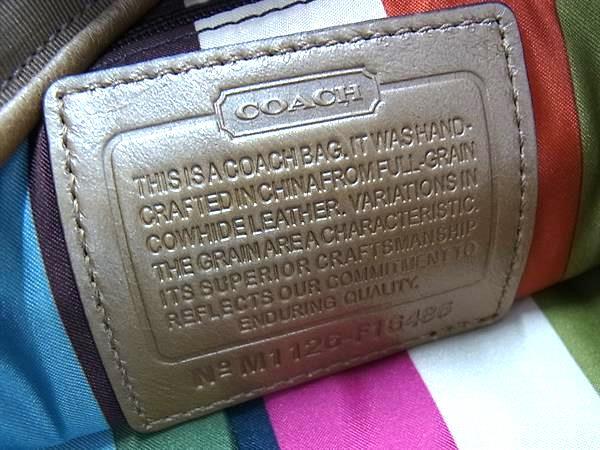 COACH
THIS IS A COACH BAG. IT WAS HAND-
CRAFTED IN CHINA FROM FULL-GRAIN
COWHIDE LEATHER. VARIATIONS IN
THE GRAIN ARE A CHARACTERISTIC.
ITS SUPERIOR CRAFTSMANSHIP
REFLECTS OUR COMMITMENT TO
ENDURING QUALITY.
Nº M1126-F16486